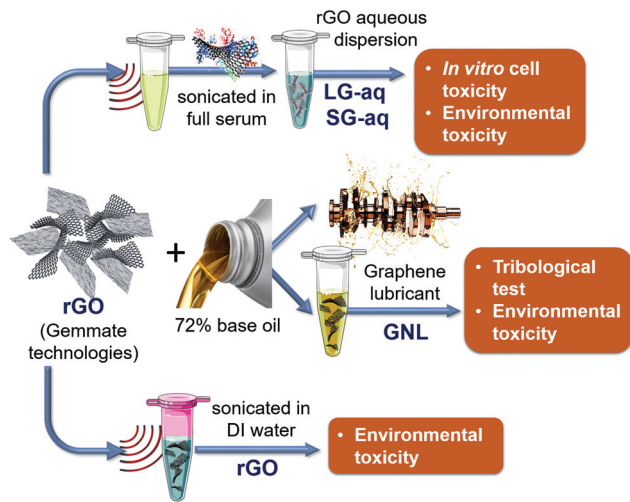 rGO aqueous
dispersion
sonicated in
full serum
LG-aq
SG-aq
• In vitro cell
toxicity
• Environmental
toxicity
rGO
(Gemmate
technologies)
+
72% base oil
Graphene
lubricant
GNL
• Tribological
test
• Environmental
toxicity
sonicated in
DI water
rGO
• Environmental
toxicity